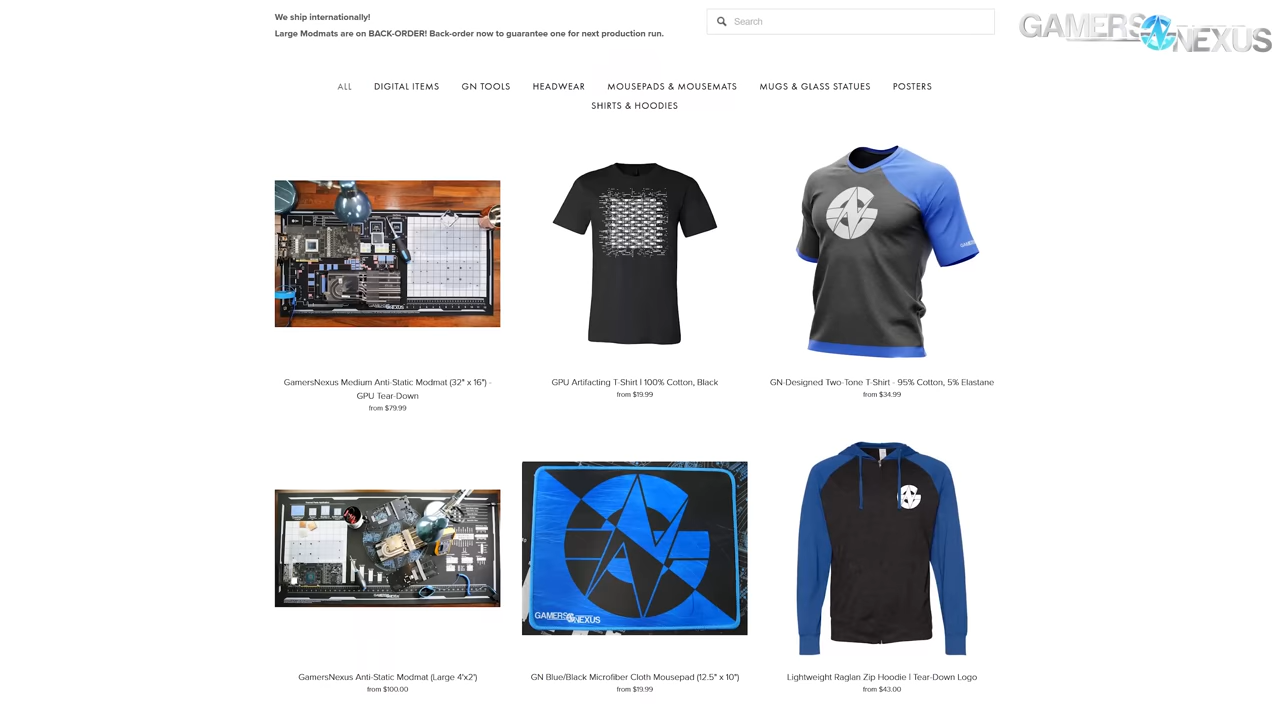 We ship internationally!
Large Modmats are on BACK-ORDER! Back-order now to guarantee one for next production run.
Search
GAMERS NEXUS
ALL
DIGITAL ITEMS
GN TOOLS
HEADWEAR
MOUSEPADS & MOUSEMATS
MUGS & GLASS STATUES
POSTERS
SHIRTS & HOODIES
GamersNexus Medium Anti-Static Modmat (32" x 16") -
GPU Tear-Down
from $79.99
GPU Artifacting T-Shirt | 100% Cotton, Black
from $19.99
GN-Designed Two-Tone T-Shirt - 95% Cotton, 5% Elastane
from $34.99
GAMERS NEXUS
GamersNexus Anti-Static Modmat (Large 4'x2')
from $100.00
GN Blue/Black Microfiber Cloth Mousepad (12.5" x 10")
from $19.99
Lightweight Raglan Zip Hoodie | Tear-Down Logo
from $43.00